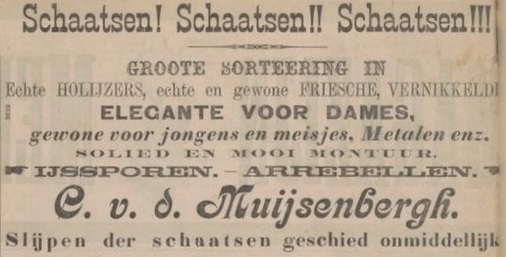 Schaatsen! Schaatsen!! Schaatsen!!!
GROOTE SORTEERING IN
Echte HOLIJZERS, echte en gewone FRIESCHE, VERNIKKELD
ELEGANTE VOOR DAMES,
gewone voor jongens en meisjes, Metalen enz.
SOLIED EN MOOI MONTUUR.
IJSSPOREN. – ARREBELLEN.
C. v. d. Muijsenbergh.
Slijpen der schaatsen geschied onmiddellijk